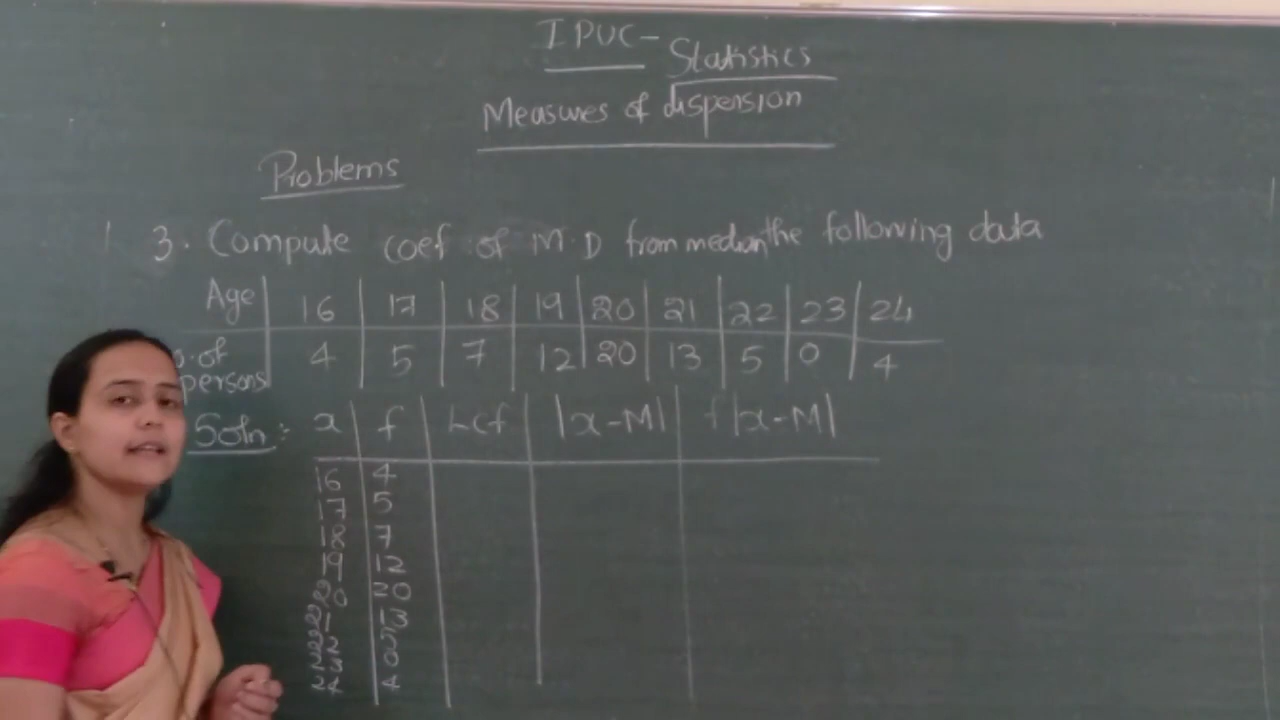 I PUC - Statistics
Measures of dispersion
Problems
3. Compute coef of M.D from median the following data
Age 16 17 18 19 20 21 22 23 24
persons 4 5 7 12 20 13 5 0 4
Soln: x f Lcf |x-M| f|x-M|
16 4
17 5
18 7
19 12
20 20
21 13
22 5
23 0
24 4